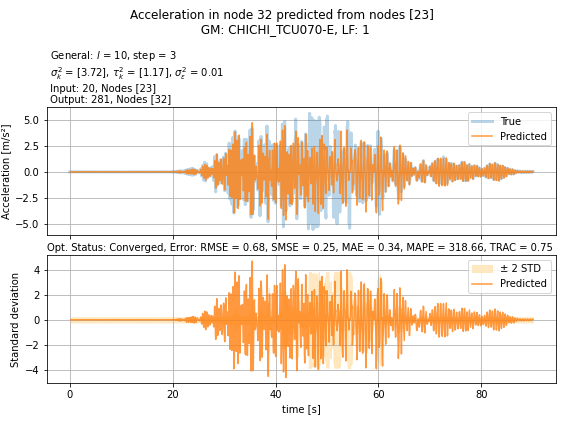 Acceleration in node 32 predicted from nodes [23]
GM: CHICHI_TCU070-E, LF: 1
General: l = 10, step = 3
σ²ₖ = [3.72], τ²ₖ = [1.17], σ²ε = 0.01
Input: 20, Nodes [23]
Output: 281, Nodes [32]
Acceleration [m/s²]
5.0
2.5
0.0
−2.5
−5.0
True
Predicted
Opt. Status: Converged, Error: RMSE = 0.68, SMSE = 0.25, MAE = 0.34, MAPE = 318.66, TRAC = 0.75
Standard deviation
4
2
0
−2
−4
± 2 STD
Predicted
0 20 40 60 80
time [s]